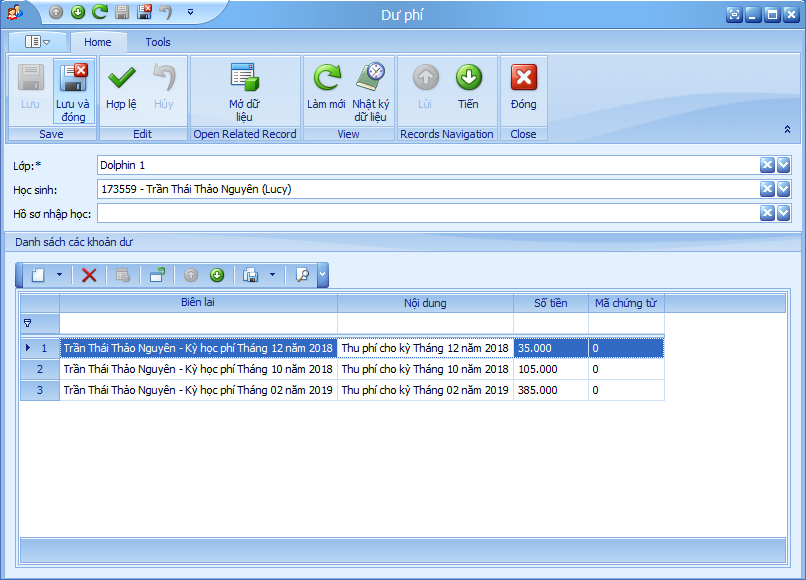 Dư phí
Home Tools
Lưu Lưu và đóng Hợp lệ Hủy Mở dữ liệu Làm mới Nhật ký dữ liệu Lùi Tiến Đóng
Save Edit Open Related Record View Records Navigation Close
Lớp:* Dolphin 1
Học sinh: 173559 - Trần Thái Thảo Nguyên (Lucy)
Hồ sơ nhập học:
Danh sách các khoản dư
Biên lai Nội dung Số tiền Mã chứng từ
1 Trần Thái Thảo Nguyên - Kỳ học phí Tháng 12 năm 2018 Thu phí cho kỳ Tháng 12 năm 2018 35.000 0
2 Trần Thái Thảo Nguyên - Kỳ học phí Tháng 10 năm 2018 Thu phí cho kỳ Tháng 10 năm 2018 105.000 0
3 Trần Thái Thảo Nguyên - Kỳ học phí Tháng 02 năm 2019 Thu phí cho kỳ Tháng 02 năm 2019 385.000 0